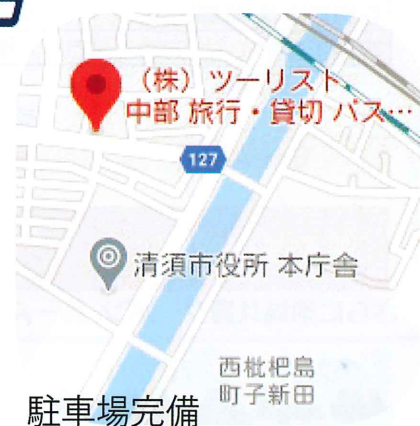 （株）ツーリスト
中部 旅行・貸切 バス…
127
清須市役所 本庁舎
西枇杷島
町子新田
駐車場完備